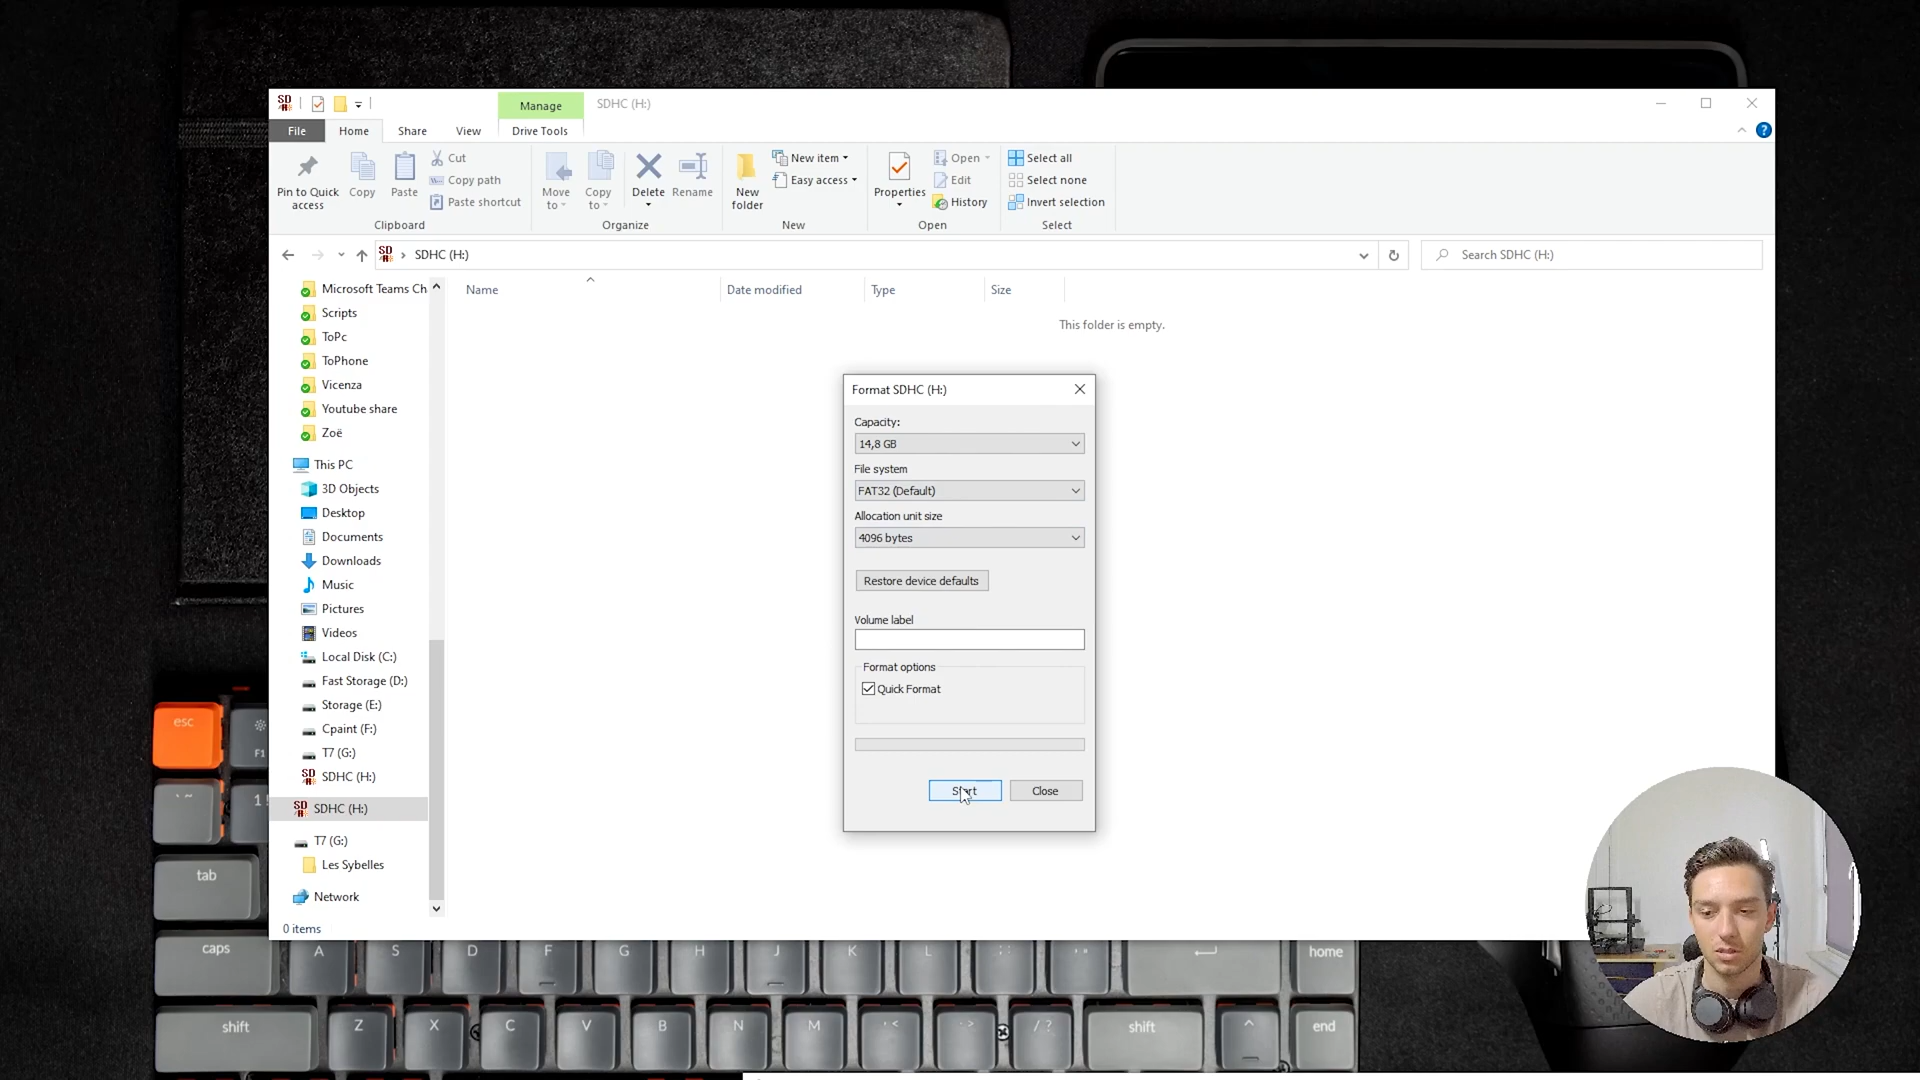 Manage
SDHC (H:)
File
Home
Share
View
Drive Tools
Pin to Quick
access
Copy
Paste
Cut
Copy path
Paste shortcut
Clipboard
Move
to
Copy
to
Delete
Rename
Organize
New
folder
New item
Easy access
New
Properties
Open
Edit
History
Open
Select all
Select none
Invert selection
Select
SDHC (H:)
Search SDHC (H:)
Microsoft Teams Ch
Scripts
ToPc
ToPhone
Vicenza
Youtube share
Zoë
This PC
3D Objects
Desktop
Documents
Downloads
Music
Pictures
Videos
Local Disk (C:)
Fast Storage (D:)
Storage (E:)
Cpaint (F:)
T7 (G:)
SDHC (H:)
SDHC (H:)
T7 (G:)
Les Sybelles
Network
0 items
Name
Date modified
Type
Size
This folder is empty.
Format SDHC (H:)
Capacity:
14,8 GB
File system
FAT32 (Default)
Allocation unit size
4096 bytes
Restore device defaults
Volume label
Format options
Quick Format
Start
Close
esc
F1
1!
tab
caps
A S D F G H J K L
home
shift
Z X C V B N M
/ ?
shift
end